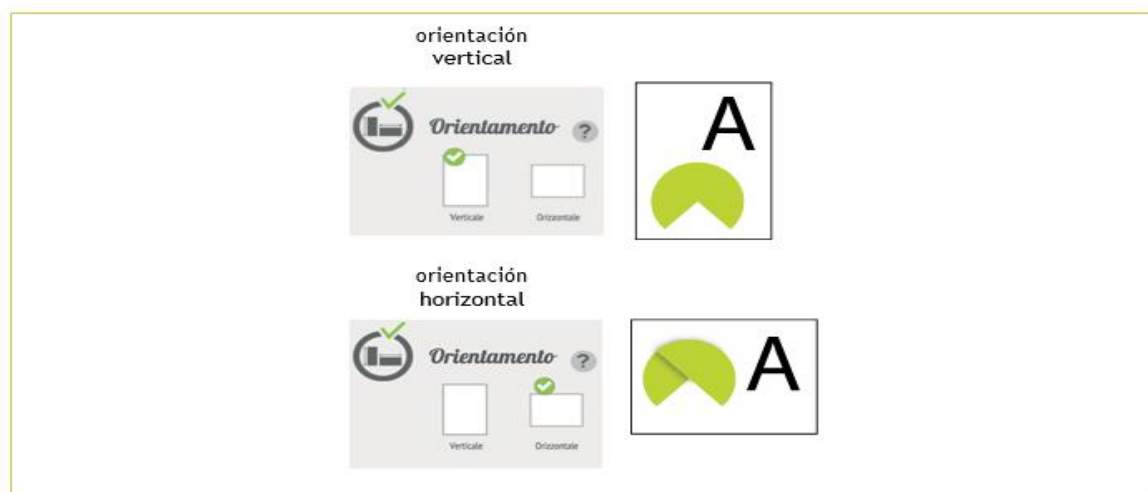 orientación
vertical
Orientamento ?
Verticale Orizzontale
A
orientación
horizontal
Orientamento ?
Verticale Orizzontale
A